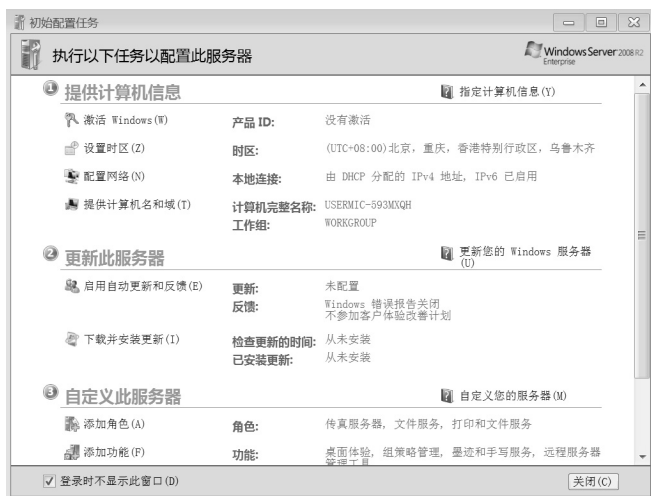 初始配置任务
执行以下任务以配置此服务器
Windows Server 2008 R2
Enterprise
1 提供计算机信息
指定计算机信息(Y)
激活 Windows(W)
产品 ID:
没有激活
设置时区(Z)
时区:
(UTC+08:00)北京，重庆，香港特别行政区，乌鲁木齐
配置网络(N)
本地连接:
由 DHCP 分配的 IPv4 地址, IPv6 已启用
提供计算机名和域(T)
计算机完整名称:
USERMIC-593MXQH
工作组:
WORKGROUP
2 更新此服务器
更新您的 Windows 服务器
(U)
启用自动更新和反馈(E)
更新:
未配置
反馈:
Windows 错误报告关闭
不参加客户体验改善计划
下载并安装更新(I)
检查更新的时间:
从未安装
已安装更新:
从未安装
3 自定义此服务器
自定义您的服务器(M)
添加角色(A)
角色:
传真服务器, 文件服务, 打印和文件服务
添加功能(F)
功能:
桌面体验, 组策略管理, 墨迹和手写服务, 远程服务器
管理工具
登录时不显示此窗口(D)
关闭(C)